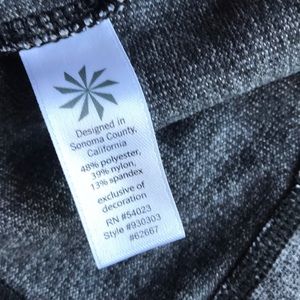 Designed in
Sonoma County,
California
48% polyester,
39% nylon,
13% spandex
exclusive of
decoration
RN #54023
Style #930303
#62667